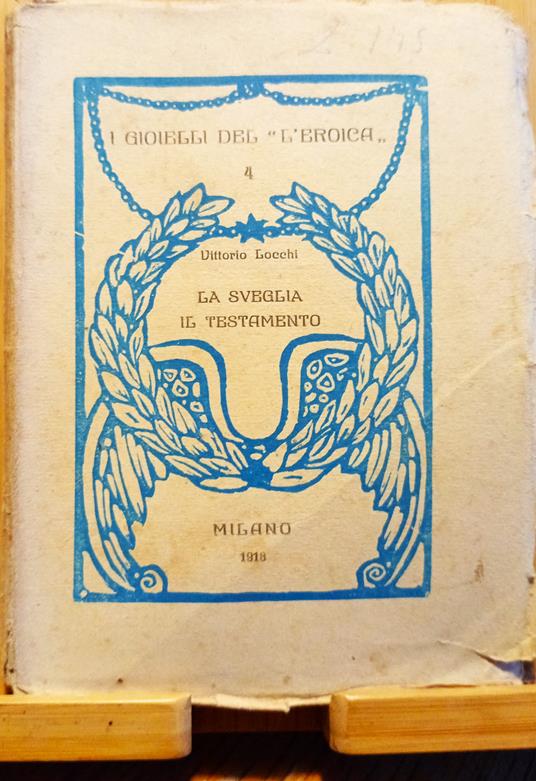 I GIOIELLI DEL "L'EROICA„
4
Vittorio Locchi
LA SVEGLIA
IL TESTAMENTO
MILANO
1918